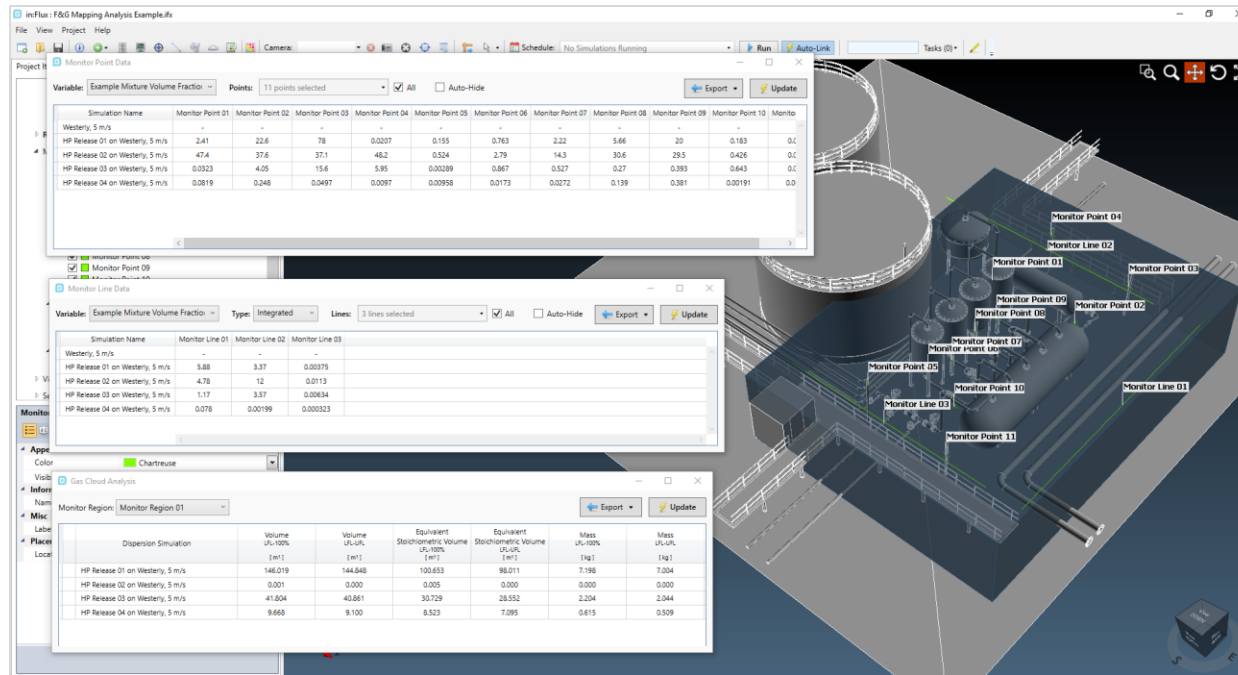 in:Flux : F&G Mapping Analysis Example.ifx
File View Project Help
Camera:
Schedule: No Simulations Running
Run
Auto-Link
Tasks (0)
Project It
Monitor Point Data
Variable: Example Mixture Volume Fractio Points: 11 points selected All Auto-Hide Export Update
Simulation Name Monitor Point 01 Monitor Point 02 Monitor Point 03 Monitor Point 04 Monitor Point 05 Monitor Point 06 Monitor Point 07 Monitor Point 08 Monitor Point 09 Monitor Point 10 Monito
Westerly, 5 m/s - - - - - - - - - -
HP Release 01 on Westerly, 5 m/s 2.41 22.6 78 0.0207 0.155 0.763 2.22 5.66 20 0.183
HP Release 02 on Westerly, 5 m/s 47.4 37.6 37.1 48.2 0.524 2.79 14.3 30.6 29.5 0.426
HP Release 03 on Westerly, 5 m/s 0.0323 4.05 15.6 5.95 0.00289 0.867 0.527 0.27 0.393 0.643
HP Release 04 on Westerly, 5 m/s 0.0819 0.248 0.0497 0.0097 0.00958 0.0173 0.0272 0.139 0.381 0.00191
Monitor Point 09
Monitor Line Data
Variable: Example Mixture Volume Fractio Type: Integrated Lines: 3 lines selected All Auto-Hide Export Update
Simulation Name Monitor Line 01 Monitor Line 02 Monitor Line 03
Westerly, 5 m/s - - -
HP Release 01 on Westerly, 5 m/s 5.88 3.37 0.00375
HP Release 02 on Westerly, 5 m/s 4.78 12 0.0113
HP Release 03 on Westerly, 5 m/s 1.17 3.57 0.00634
HP Release 04 on Westerly, 5 m/s 0.078 0.00199 0.000323
Monitor
Appe
Color Chartreuse
Visib
Infor
Nam
Misc
Labe
Place
Locat
Gas Cloud Analysis
Monitor Region: Monitor Region 01 Export Update
Dispersion Simulation Volume LFL-100% [m³] Volume LFL-UFL [m³] Equivalent Stoichiometric Volume LFL-100% [m³] Equivalent Stoichiometric Volume LFL-UFL [m³] Mass LFL-100% [kg] Mass LFL-UFL [kg]
HP Release 01 on Westerly, 5 m/s 146.019 144.848 100.653 98.011 7.198 7.004
HP Release 02 on Westerly, 5 m/s 0.001 0.000 0.005 0.000 0.000 0.000
HP Release 03 on Westerly, 5 m/s 41.804 40.861 30.729 28.552 2.204 2.044
HP Release 04 on Westerly, 5 m/s 9.668 9.100 8.523 7.095 0.615 0.509
Monitor Point 04
Monitor Line 02
Monitor Point 01
Monitor Point 03
Monitor Point 09
Monitor Point 02
Monitor Point 08
Monitor Point 07
Monitor Point 06
Monitor Point 05
Monitor Point 10
Monitor Line 01
Monitor Line 03
Monitor Point 11
S
E